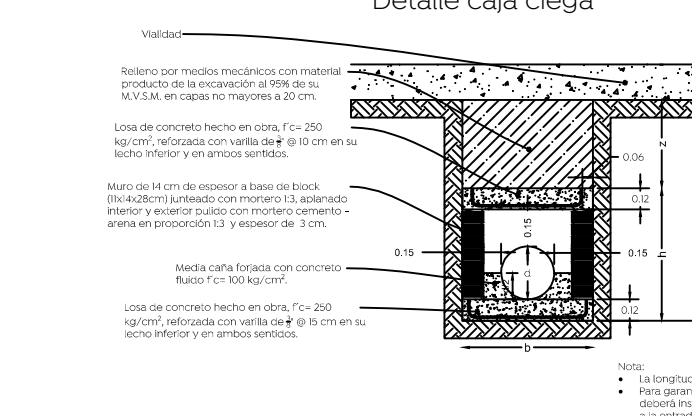 Detalle caja ciega
Vialidad
Relleno por medios mecánicos con material
producto de la excavación al 95% de su
M.V.S.M. en capas no mayores a 20 cm.
Losa de concreto hecho en obra, f´c= 250
kg/cm², reforzada con varilla de @ 10 cm en su
lecho inferior y en ambos sentidos.
Muro de 14 cm de espesor a base de block
(11x14x28cm) junteado con mortero 1:3, aplanado
interior y exterior pulido con mortero cemento -
arena en proporción 1:3 y espesor de 3 cm.
Media caña forjada con concreto
fluido f´c= 100 kg/cm².
Losa de concreto hecho en obra, f´c= 250
kg/cm², reforzada con varilla de @ 15 cm en su
lecho inferior y en ambos sentidos.
z
0.06
0.12
0.15
0.15
0.15
h
d
0.12
b
Nota:
• La longitud
• Para garan
deberá ins
a la entrad